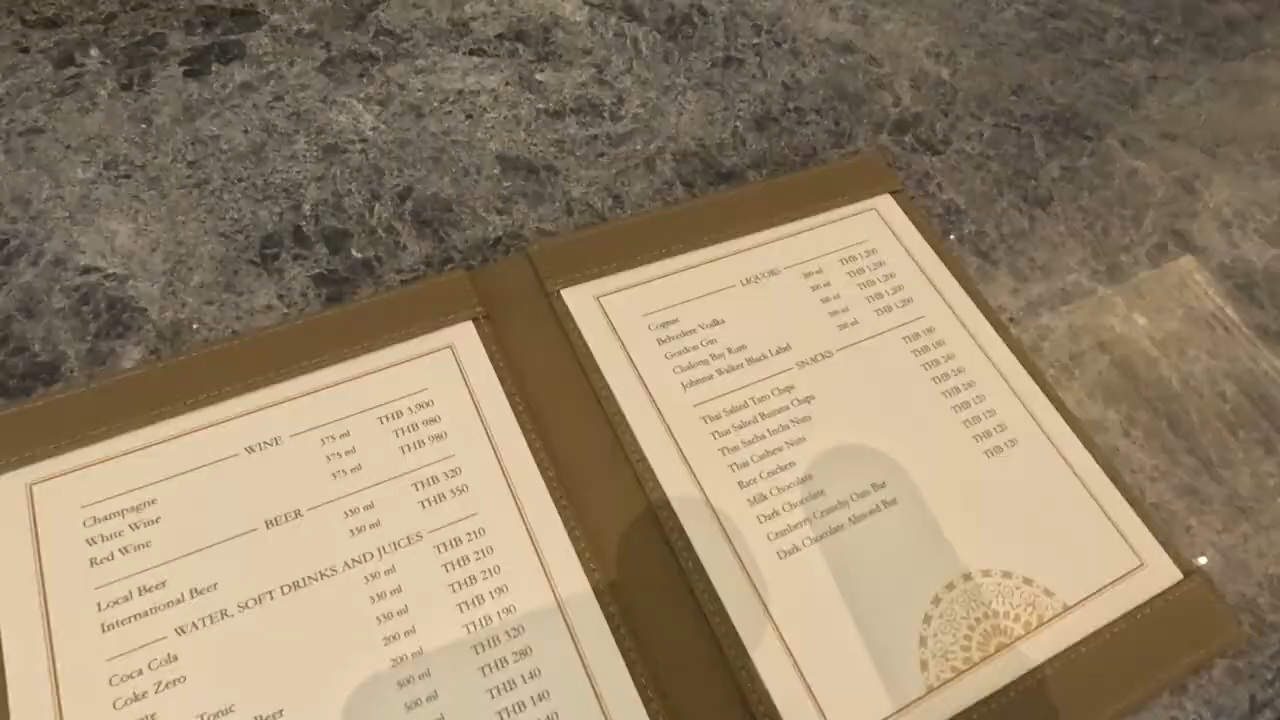 WINE
Champagne 375 ml THB 3,900
White Wine 375 ml THB 980
Red Wine 375 ml THB 980
BEER
Local Beer 330 ml THB 320
International Beer 330 ml THB 350
WATER, SOFT DRINKS AND JUICES
Coca Cola 330 ml THB 210
Coke Zero 330 ml THB 210
330 ml THB 210
Tonic 200 ml THB 190
Beer 200 ml THB 190
500 ml THB 320
500 ml THB 280
THB 140
THB 140
LIQUORS
Cognac 200 ml THB 1,200
Belvedere Vodka 200 ml THB 1,200
Gordon Gin THB 1,200
Chalong Bay Rum THB 1,200
Johnnie Walker Black Label 200 ml THB 1,200
SNACKS
Thai Salted Taro Chips THB 180
Thai Salted Banana Chips THB 180
Thai Sacha Incha Nuts THB 240
Thai Cashew Nuts THB 240
Rice Crackers
Milk Chocolate THB 120
Dark Chocolate THB 120
Cranberry Crunchy Oats Bar THB 120
Dark Chocolate Almond Bar